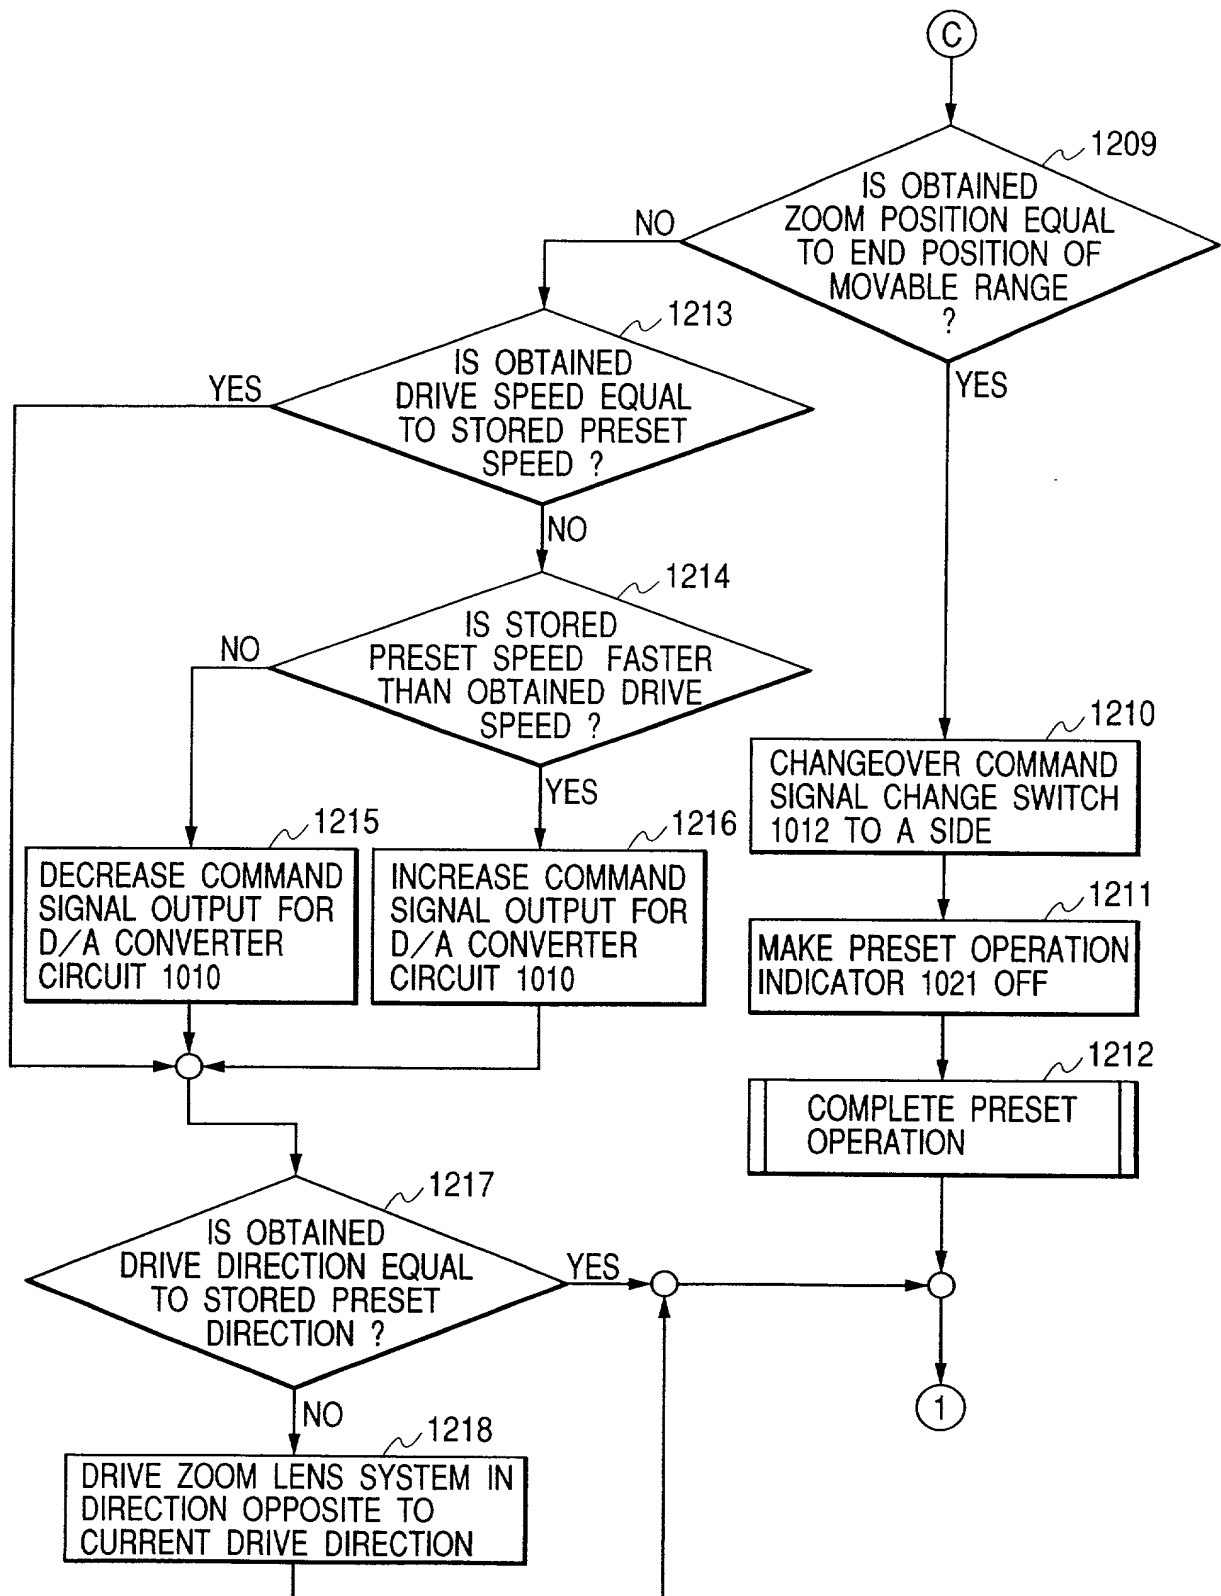 C
1209
IS OBTAINED
ZOOM POSITION EQUAL
TO END POSITION OF
MOVABLE RANGE
?
NO
YES
1213
IS OBTAINED
DRIVE SPEED EQUAL
TO STORED PRESET
SPEED ?
YES
NO
1214
IS STORED
PRESET SPEED FASTER
THAN OBTAINED DRIVE
SPEED ?
NO
YES
1215
DECREASE COMMAND
SIGNAL OUTPUT FOR
D/A CONVERTER
CIRCUIT 1010
1216
INCREASE COMMAND
SIGNAL OUTPUT FOR
D/A CONVERTER
CIRCUIT 1010
1210
CHANGEOVER COMMAND
SIGNAL CHANGE SWITCH
1012 TO A SIDE
1211
MAKE PRESET OPERATION
INDICATOR 1021 OFF
1212
COMPLETE PRESET
OPERATION
1217
IS OBTAINED
DRIVE DIRECTION EQUAL
TO STORED PRESET
DIRECTION ?
YES
NO
1
1218
DRIVE ZOOM LENS SYSTEM IN
DIRECTION OPPOSITE TO
CURRENT DRIVE DIRECTION